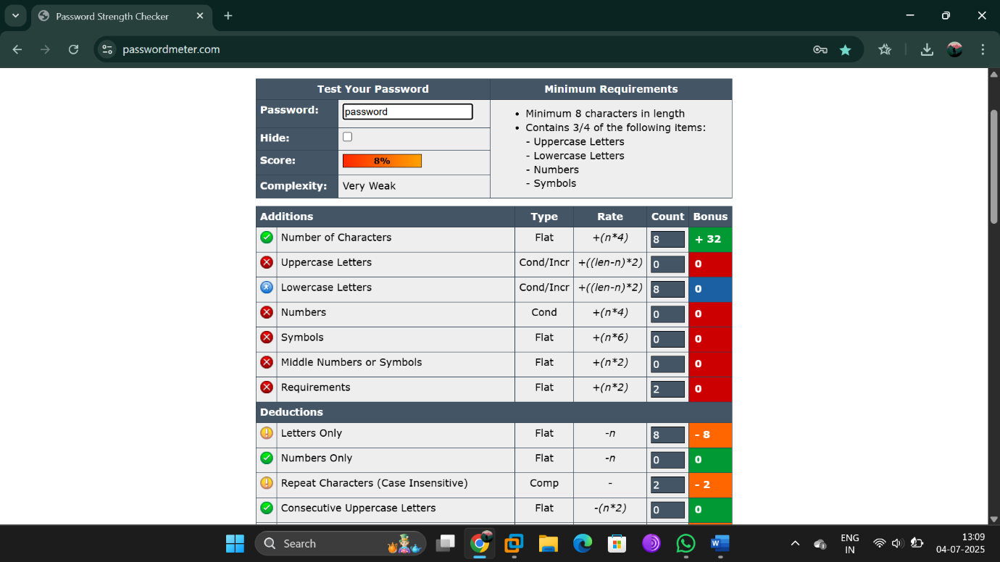 Password Strength Checker
passwordmeter.com
Test Your Password Minimum Requirements
Password: password
Hide:
Score: 8%
Complexity: Very Weak
• Minimum 8 characters in length
• Contains 3/4 of the following items:
- Uppercase Letters
- Lowercase Letters
- Numbers
- Symbols
Additions Type Rate Count Bonus
Number of Characters Flat +(n*4) 8 + 32
Uppercase Letters Cond/Incr +((len-n)*2) 0 0
Lowercase Letters Cond/Incr +((len-n)*2) 8 0
Numbers Cond +(n*4) 0 0
Symbols Flat +(n*6) 0 0
Middle Numbers or Symbols Flat +(n*2) 0 0
Requirements Flat +(n*2) 2 0
Deductions
Letters Only Flat -n 8 - 8
Numbers Only Flat -n 0 0
Repeat Characters (Case Insensitive) Comp - 2 - 2
Consecutive Uppercase Letters Flat -(n*2) 0 0
Search
ENG
IN
13:09
04-07-2025